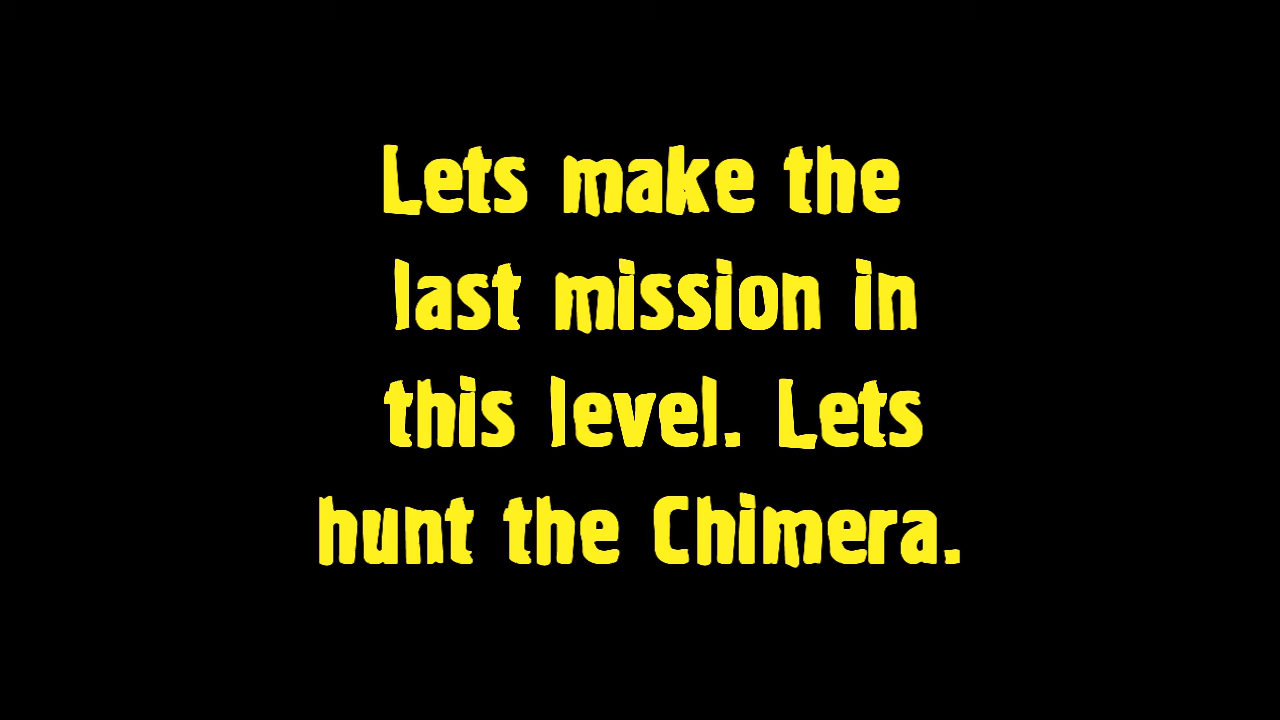 Lets make the
last mission in
this level. Lets
hunt the Chimera.